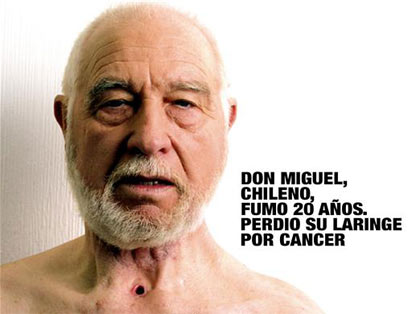 DON MIGUEL,
CHILENO,
FUMO 20 AÑOS.
PERDIO SU LARINGE
POR CANCER